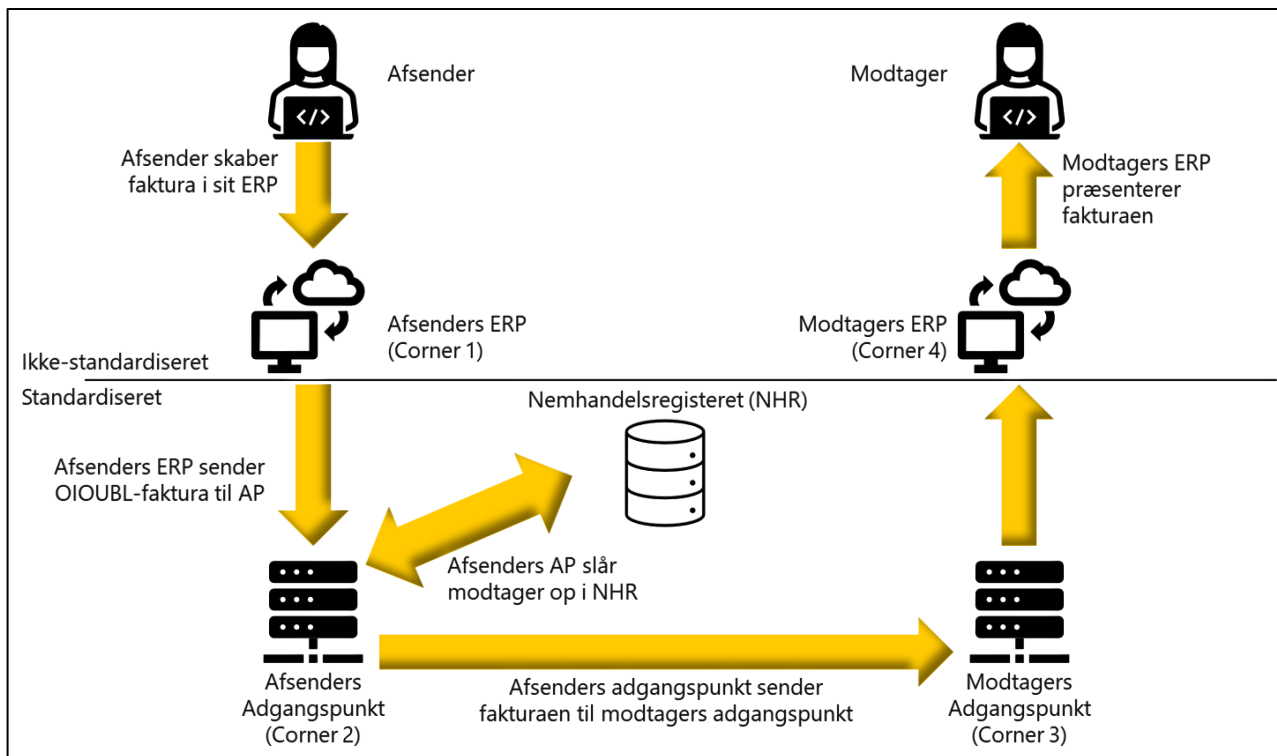 Afsender
Modtager
Afsender skaber
faktura i sit ERP
Modtagers ERP
præsenterer
fakturaen
</>
</>
Afsenders ERP
(Corner 1)
Modtagers ERP
(Corner 4)
Ikke-standardiseret
Standardiseret
Nemhandelsregisteret (NHR)
Afsenders ERP sender
OIOUBL-faktura til AP
Afsenders AP slår
modtager op i NHR
Afsenders
Adgangspunkt
(Corner 2)
Afsenders adgangspunkt sender
fakturaen til modtagers adgangspunkt
Modtagers
Adgangspunkt
(Corner 3)